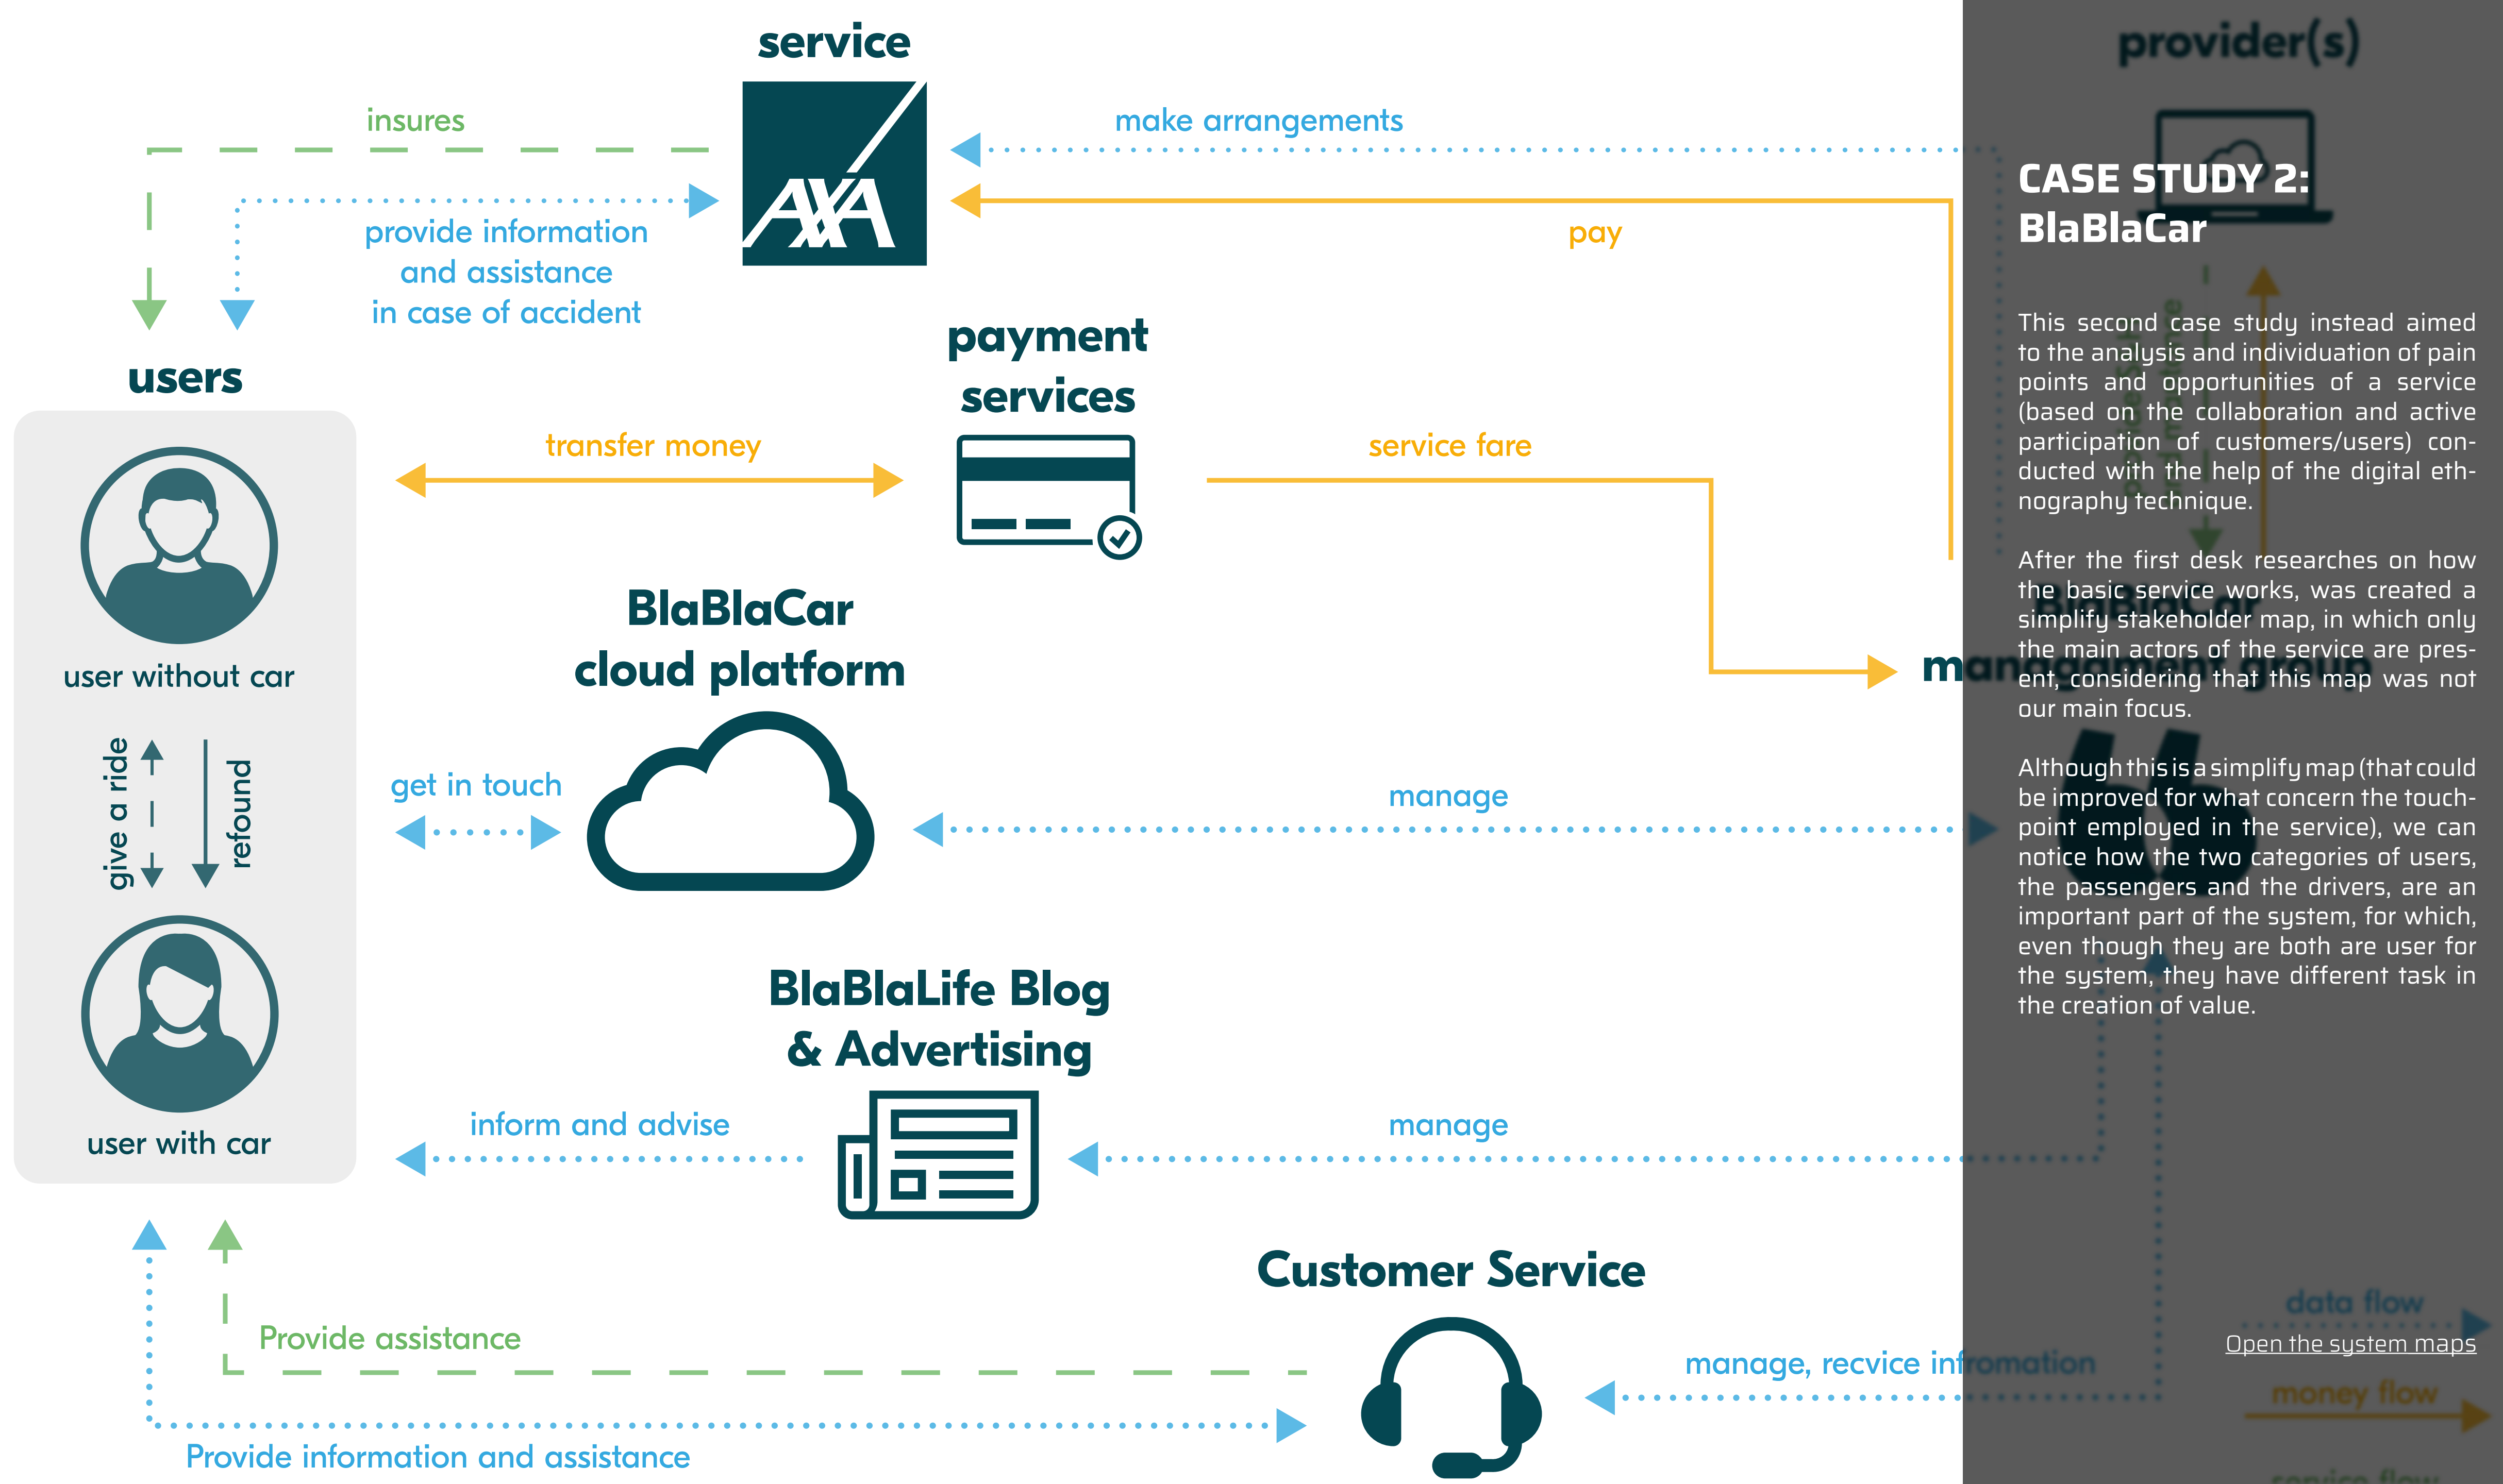 service
insures
make arrangements
AXA
provide information
and assistance
in case of accident
pay
users
payment
services
transfer money
service fare
user without car
BlaBlaCar
cloud platform
give a ride
refound
get in touch
manage
BlaBlaLife Blog
& Advertising
user with car
inform and advise
manage
Customer Service
Provide assistance
manage, recvice infromation
Provide information and assistance
provider(s)
CASE STUDY 2:
BlaBlaCar
This second case study instead aimed
to the analysis and individuation of pain
points and opportunities of a service
(based on the collaboration and active
participation of customers/users) con-
ducted with the help of the digital eth-
nography technique.
After the first desk researches on how
the basic service works, was created a
simplify stakeholder map, in which only
the main actors of the service are pres-
ent, considering that this map was not
our main focus.
Although this is a simplify map (that could
be improved for what concern the touch-
point employed in the service), we can
notice how the two categories of users,
the passengers and the drivers, are an
important part of the system, for which,
even though they are both are user for
the system, they have different task in
the creation of value.
BlaBlaCar
group
data flow
Open the system maps
money flow
service flow